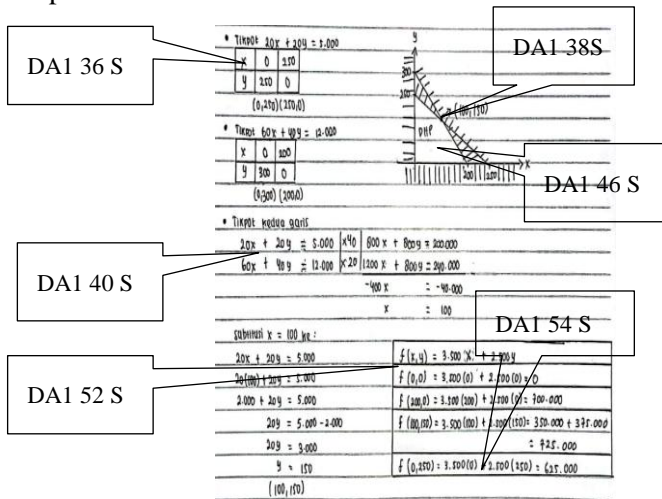 DA1 36 S
DA1 38S
DA1 46 S
DA1 40 S
DA1 54 S
DA1 52 S
• Tikpot 20x + 20y = 5.000
x 0 250
y 250 0
(0,250) (250,0)
• Tikpot 60x + 40y = 12.000
x 0 200
y 300 0
(0,300) (200,0)
y
300
250
(100,150)
DHP
200 250
x
• Tikpot kedua garis
20x + 20y = 5.000 | x40 | 800x + 800y = 200.000
60x + 40y = 12.000 | x20 | 1200x + 800y = 240.000
-400x = -40.000
x = 100
substitusi x = 100 ke :
20x + 20y = 5.000
20(100) + 20y = 5.000
2.000 + 20y = 5.000
20y = 5.000 - 2.000
20y = 3.000
y = 150
(100,150)
f(x,y) = 3.500 x + 2.500y
f(0,0) = 3.500(0) + 2.500(0) = 0
f(200,0) = 3.500(200) + 2.500(0) = 700.000
f(100,150) = 3.500(100) + 2.500(150) = 350.000 + 375.000
= 725.000
f(0,250) = 3.500(0) + 2.500(250) = 625.000